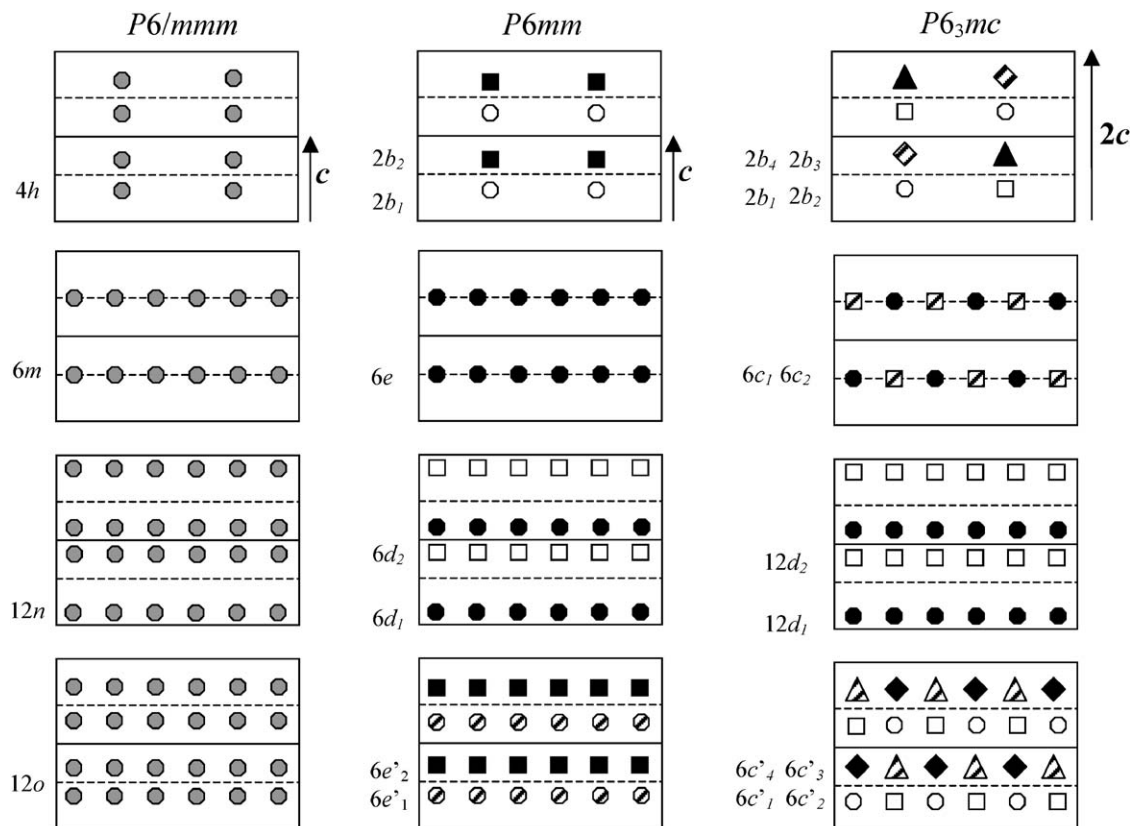 P6/mmm P6mm P6₃mc
4h
c
2b₂
2b₁
c
2b₄ 2b₃
2b₁ 2b₂
2c
6m
6e
6c₁ 6c₂
12n
6d₂
6d₁
12d₂
12d₁
12o
6e'₂
6e'₁
6c'₄ 6c'₃
6c'₁ 6c'₂